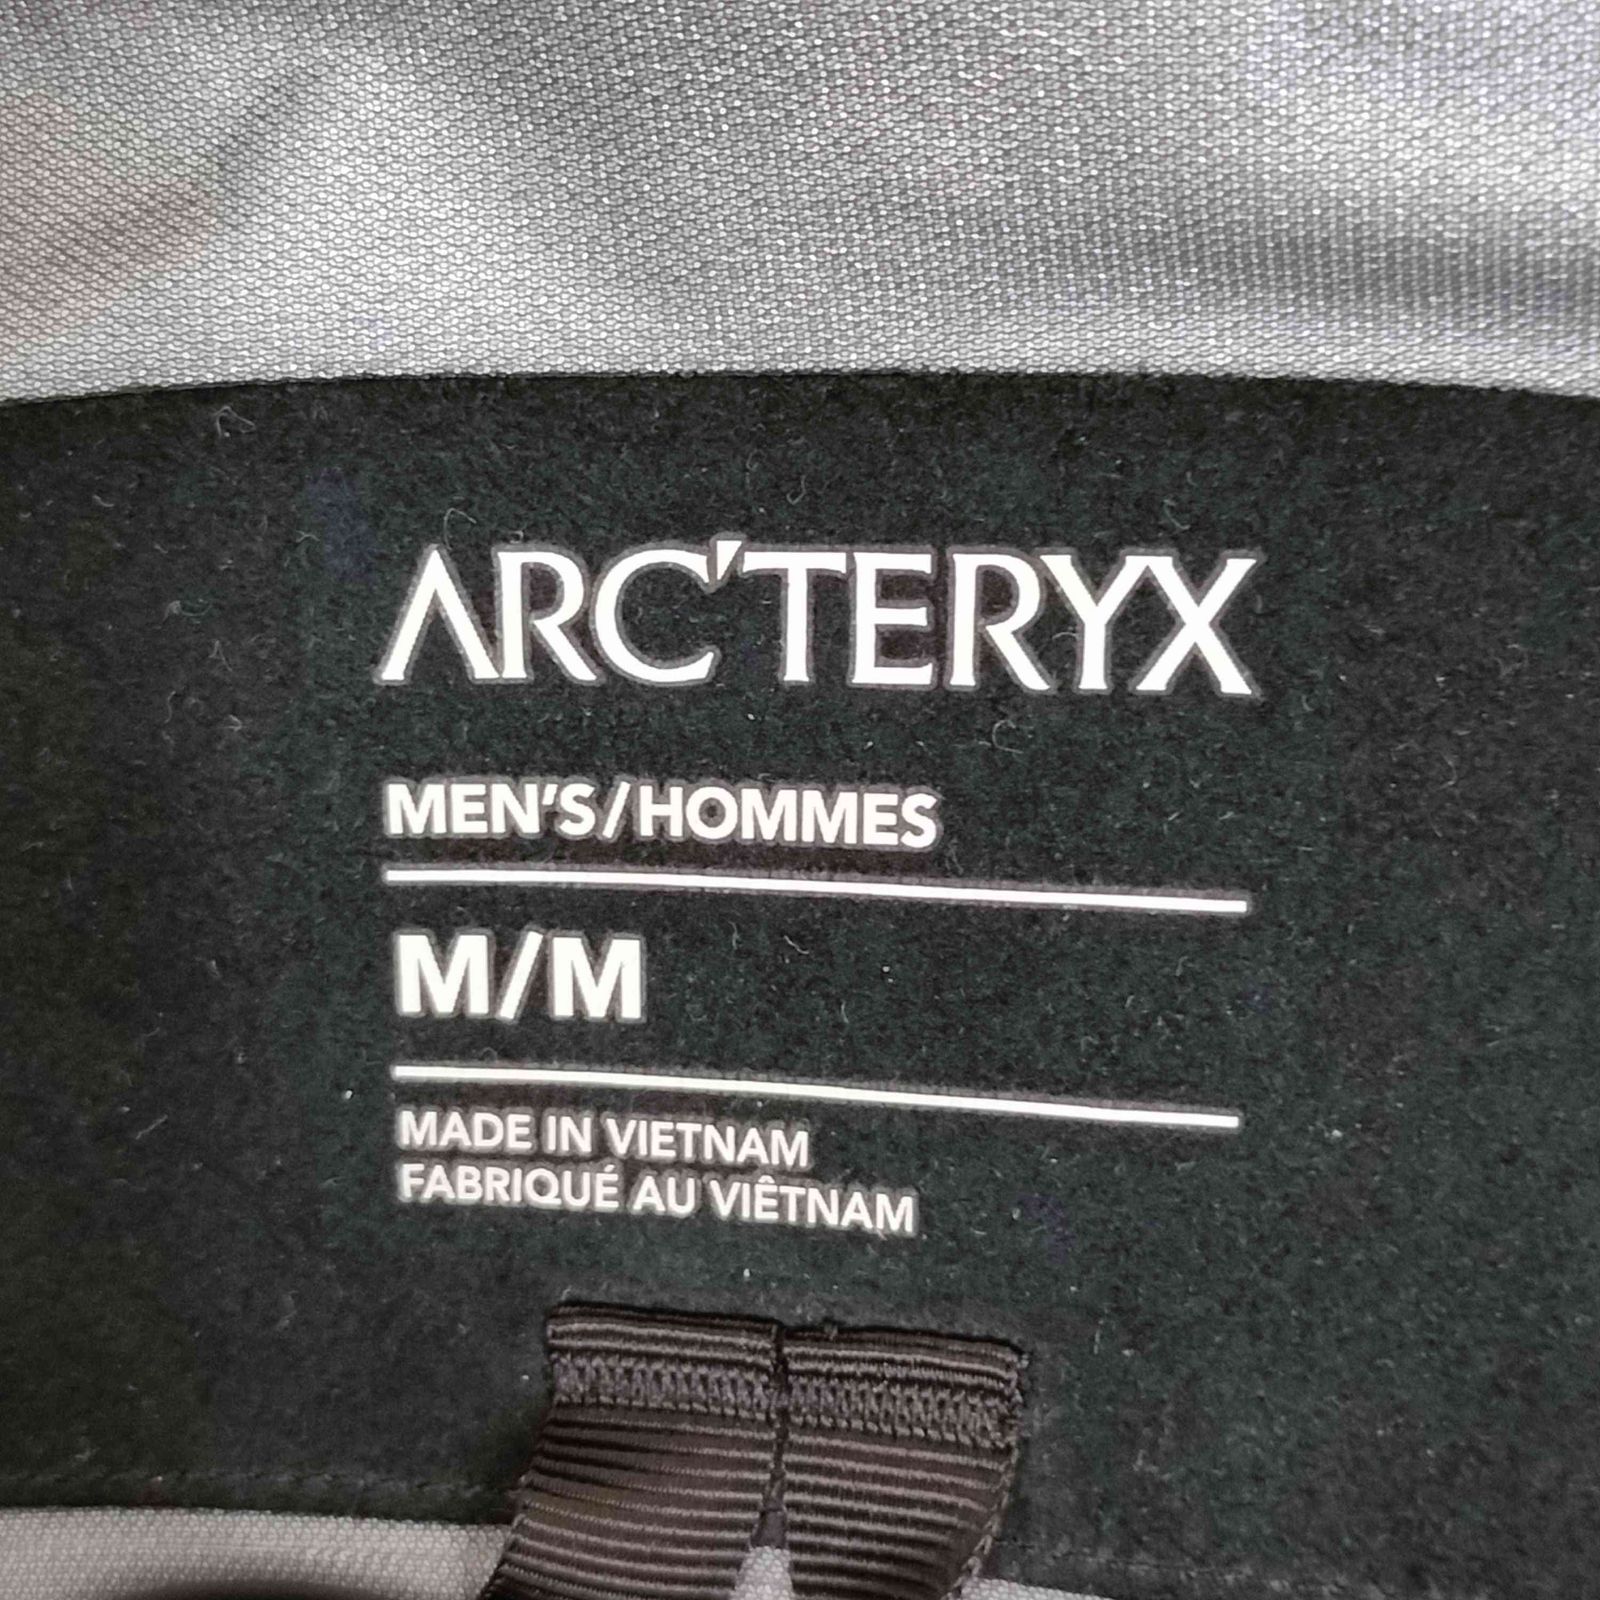 ARC'TERYX
MEN'S/HOMMES
M/M
MADE IN VIETNAM
FABRIQUÉ AU VIÊTNAM